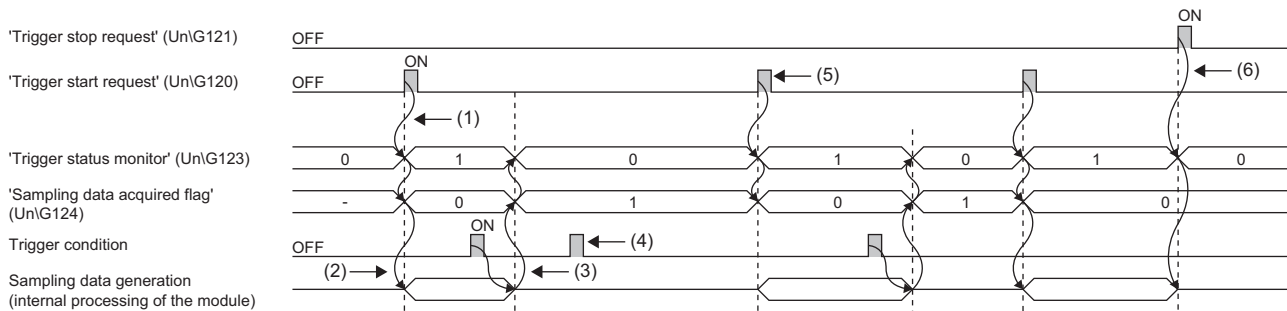 ON
'Trigger stop request' (Un\G121) OFF
ON
'Trigger start request' (Un\G120) OFF (5) (6)
(1)
'Trigger status monitor' (Un\G123) 0 1 0 1 0 1 0
'Sampling data acquired flag'
(Un\G124) - 0 1 0 1 0
ON
Trigger condition OFF (4)
(2) (3)
Sampling data generation
(internal processing of the module)